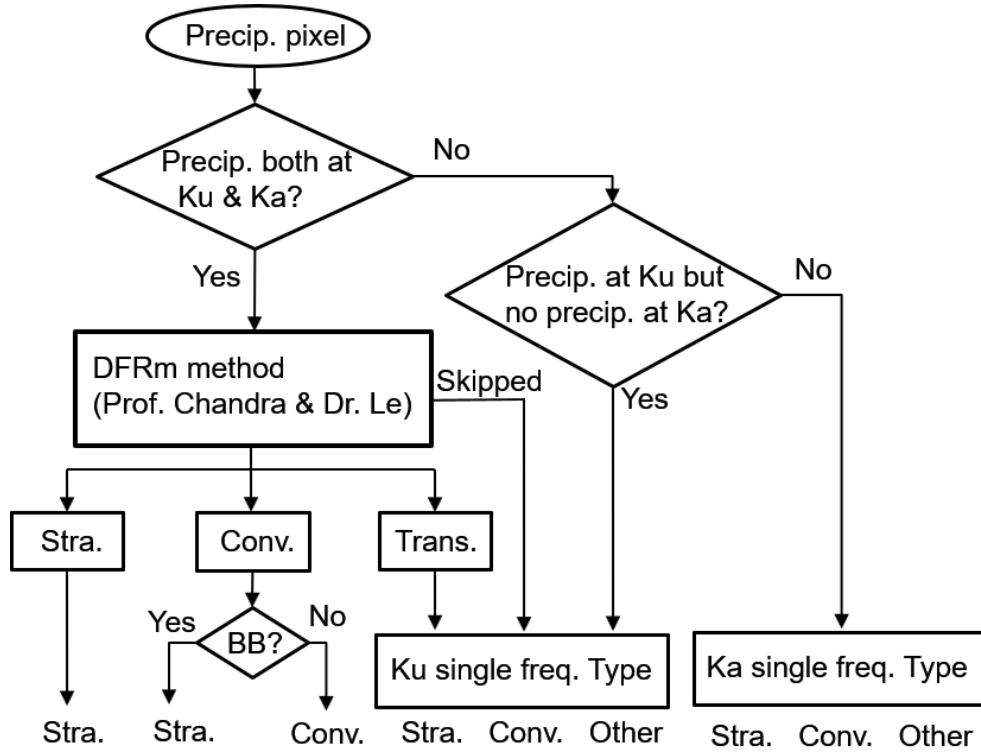 Precip. pixel
Precip. both at
Ku & Ka?
No
Yes
Precip. at Ku but
no precip. at Ka?
No
Yes
DFRm method
(Prof. Chandra & Dr. Le)
Skipped
Stra.
Conv.
Trans.
Yes
BB?
No
Ku single freq. Type
Ka single freq. Type
Stra.
Stra.
Conv.
Stra.
Conv.
Other
Stra.
Conv.
Other